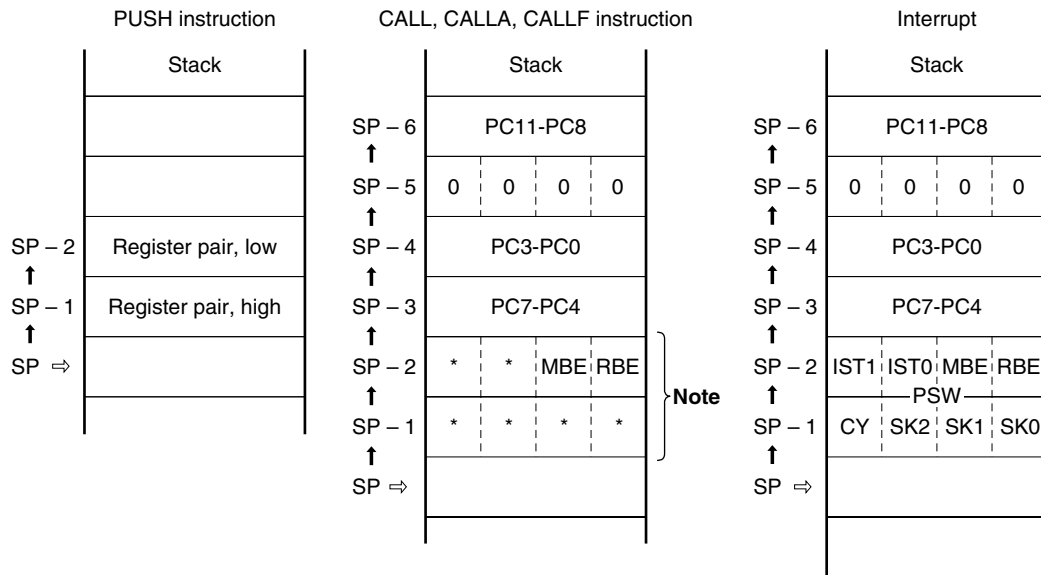 PUSH instruction
Stack
SP – 2 Register pair, low
SP – 1 Register pair, high
SP ⇨
CALL, CALLA, CALLF instruction
Stack
SP – 6 PC11-PC8
SP – 5 0 0 0 0
SP – 4 PC3-PC0
SP – 3 PC7-PC4
SP – 2 * * MBE RBE
Note
SP – 1 * * * *
SP ⇨
Interrupt
Stack
SP – 6 PC11-PC8
SP – 5 0 0 0 0
SP – 4 PC3-PC0
SP – 3 PC7-PC4
SP – 2 IST1 IST0 MBE RBE
PSW
SP – 1 CY SK2 SK1 SK0
SP ⇨